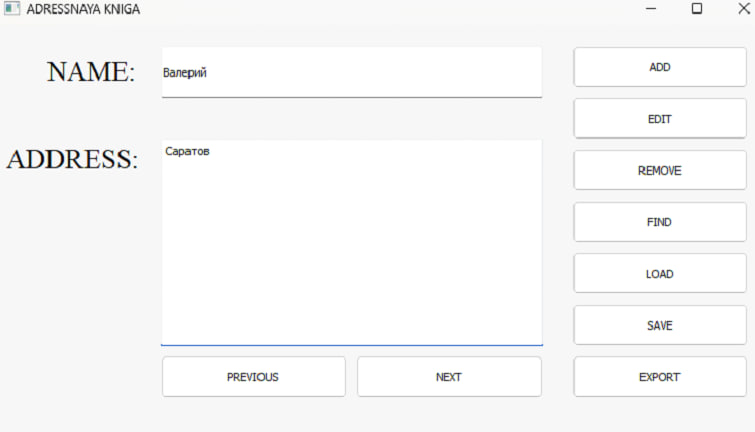 ADRESSNAYA KNIGA
NAME:
Валерий
ADD
EDIT
ADDRESS:
Саратов
REMOVE
FIND
LOAD
SAVE
PREVIOUS
NEXT
EXPORT